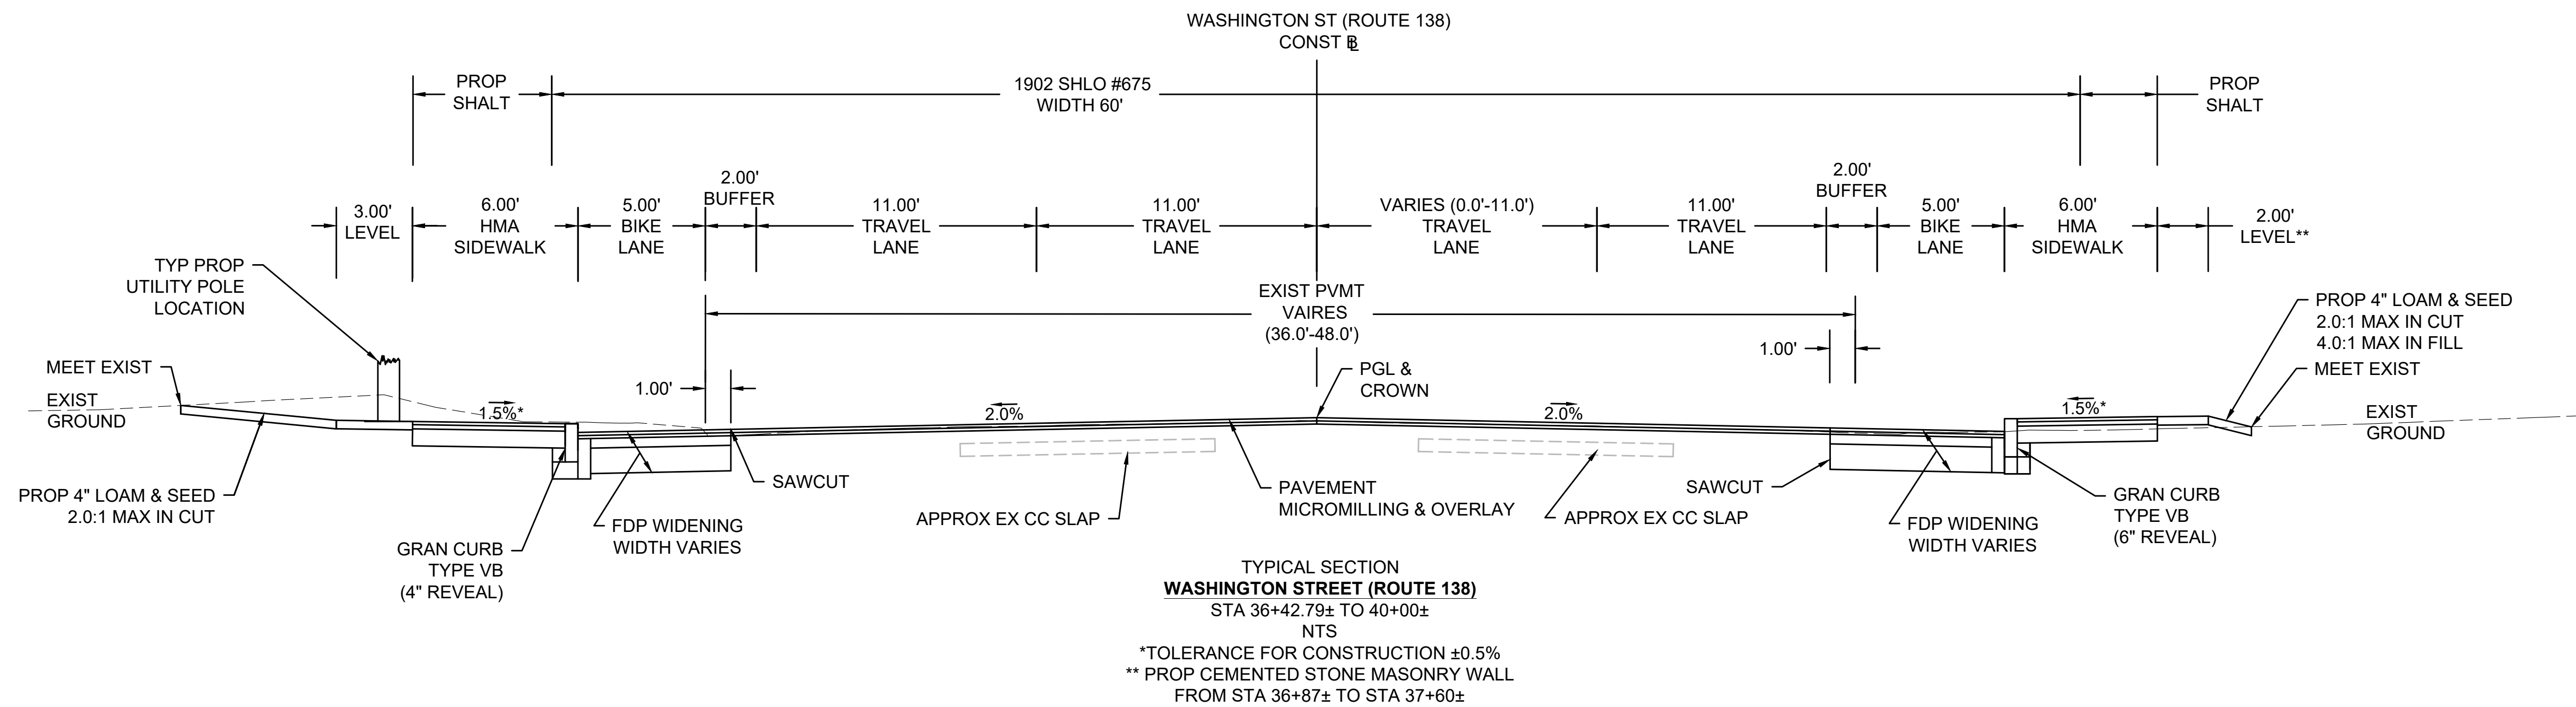 WASHINGTON ST (ROUTE 138)
CONST BL
PROP
SHALT
1902 SHLO #675
WIDTH 60'
PROP
SHALT
3.00'
LEVEL
6.00'
HMA
SIDEWALK
5.00'
BIKE
LANE
2.00'
BUFFER
11.00'
TRAVEL
LANE
11.00'
TRAVEL
LANE
VARIES (0.0'-11.0')
TRAVEL
LANE
11.00'
TRAVEL
LANE
2.00'
BUFFER
5.00'
BIKE
LANE
6.00'
HMA
SIDEWALK
2.00'
LEVEL**
TYP PROP
UTILITY POLE
LOCATION
EXIST PVMT
VAIRES
(36.0'-48.0')
PROP 4" LOAM & SEED
2.0:1 MAX IN CUT
4.0:1 MAX IN FILL
MEET EXIST
EXIST
GROUND
1.00'
PGL &
CROWN
1.00'
MEET EXIST
EXIST
GROUND
1.5%*
2.0%
2.0%
1.5%*
PROP 4" LOAM & SEED
2.0:1 MAX IN CUT
GRAN CURB
TYPE VB
(4" REVEAL)
FDP WIDENING
WIDTH VARIES
SAWCUT
APPROX EX CC SLAP
PAVEMENT
MICROMILLING & OVERLAY
APPROX EX CC SLAP
SAWCUT
FDP WIDENING
WIDTH VARIES
GRAN CURB
TYPE VB
(6" REVEAL)
TYPICAL SECTION
WASHINGTON STREET (ROUTE 138)
STA 36+42.79± TO 40+00±
NTS
*TOLERANCE FOR CONSTRUCTION ±0.5%
** PROP CEMENTED STONE MASONRY WALL
FROM STA 36+87± TO STA 37+60±